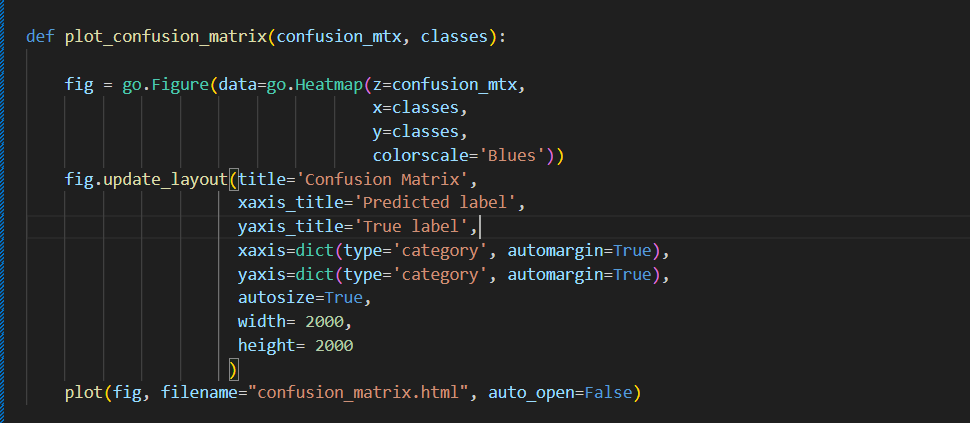 def plot_confusion_matrix(confusion_mtx, classes):
fig = go.Figure(data=go.Heatmap(z=confusion_mtx,
x=classes,
y=classes,
colorscale='Blues'))
fig.update_layout(title='Confusion Matrix',
xaxis_title='Predicted label',
yaxis_title='True label',
xaxis=dict(type='category', automargin=True),
yaxis=dict(type='category', automargin=True),
autosize=True,
width= 2000,
height= 2000
)
plot(fig, filename="confusion_matrix.html", auto_open=False)